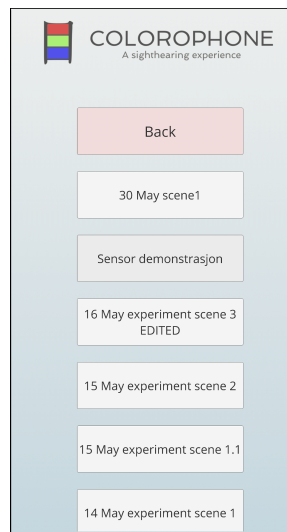 COLOROPHONE
A sighthearing experience
Back
30 May scene1
Sensor demonstrasjon
16 May experiment scene 3
EDITED
15 May experiment scene 2
15 May experiment scene 1.1
14 May experiment scene 1